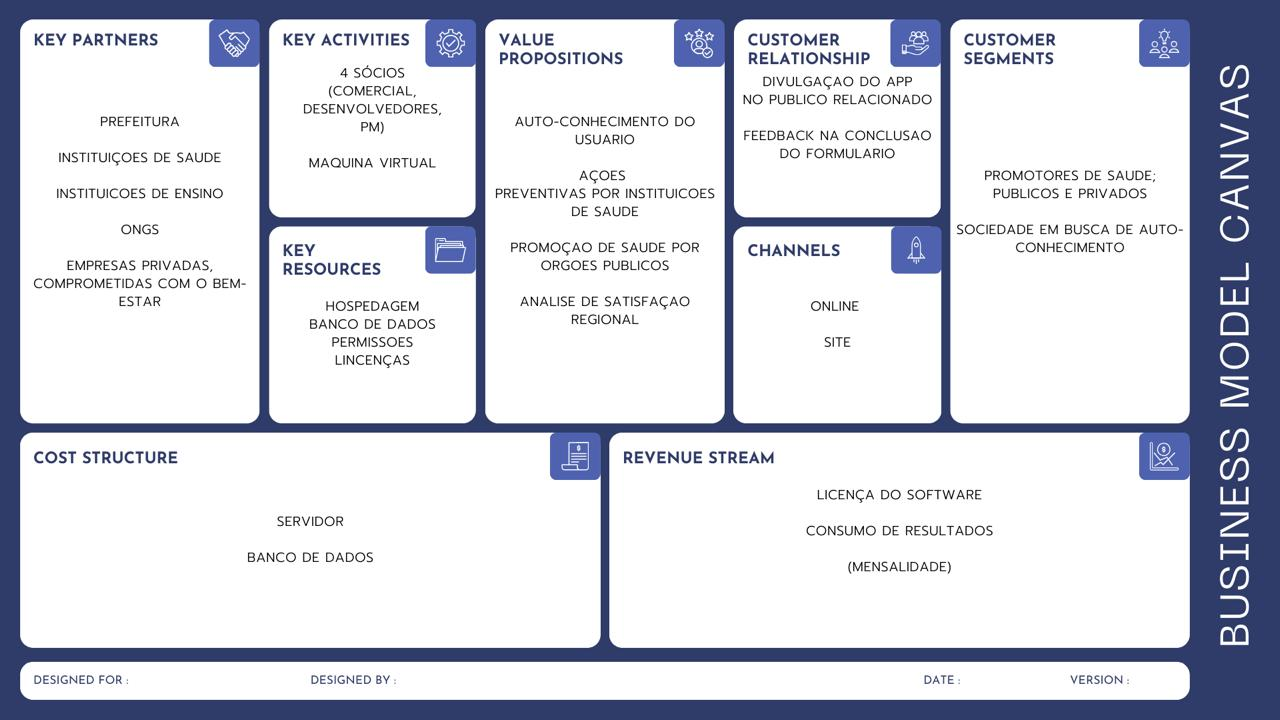 KEY PARTNERS
PREFEITURA
INSTITUIÇOES DE SAUDE
INSTITUICOES DE ENSINO
ONGS
EMPRESAS PRIVADAS,
COMPROMETIDAS COM O BEM-
ESTAR
KEY ACTIVITIES
4 SÓCIOS
(COMERCIAL,
DESENVOLVEDORES,
PM)
MAQUINA VIRTUAL
KEY
RESOURCES
HOSPEDAGEM
BANCO DE DADOS
PERMISSOES
LINCENÇAS
VALUE
PROPOSITIONS
AUTO-CONHECIMENTO DO
USUARIO
AÇOES
PREVENTIVAS POR INSTITUICOES
DE SAUDE
PROMOÇAO DE SAUDE POR
ORGOES PUBLICOS
ANALISE DE SATISFAÇAO
REGIONAL
CUSTOMER
RELATIONSHIP
DIVULGAÇAO DO APP
NO PUBLICO RELACIONADO
FEEDBACK NA CONCLUSAO
DO FORMULARIO
CHANNELS
ONLINE
SITE
CUSTOMER
SEGMENTS
PROMOTORES DE SAUDE;
PUBLICOS E PRIVADOS
SOCIEDADE EM BUSCA DE AUTO-
CONHECIMENTO
COST STRUCTURE
SERVIDOR
BANCO DE DADOS
REVENUE STREAM
LICENÇA DO SOFTWARE
CONSUMO DE RESULTADOS
(MENSALIDADE)
DESIGNED FOR :
DESIGNED BY :
DATE :
VERSION :
BUSINESS MODEL CANVAS